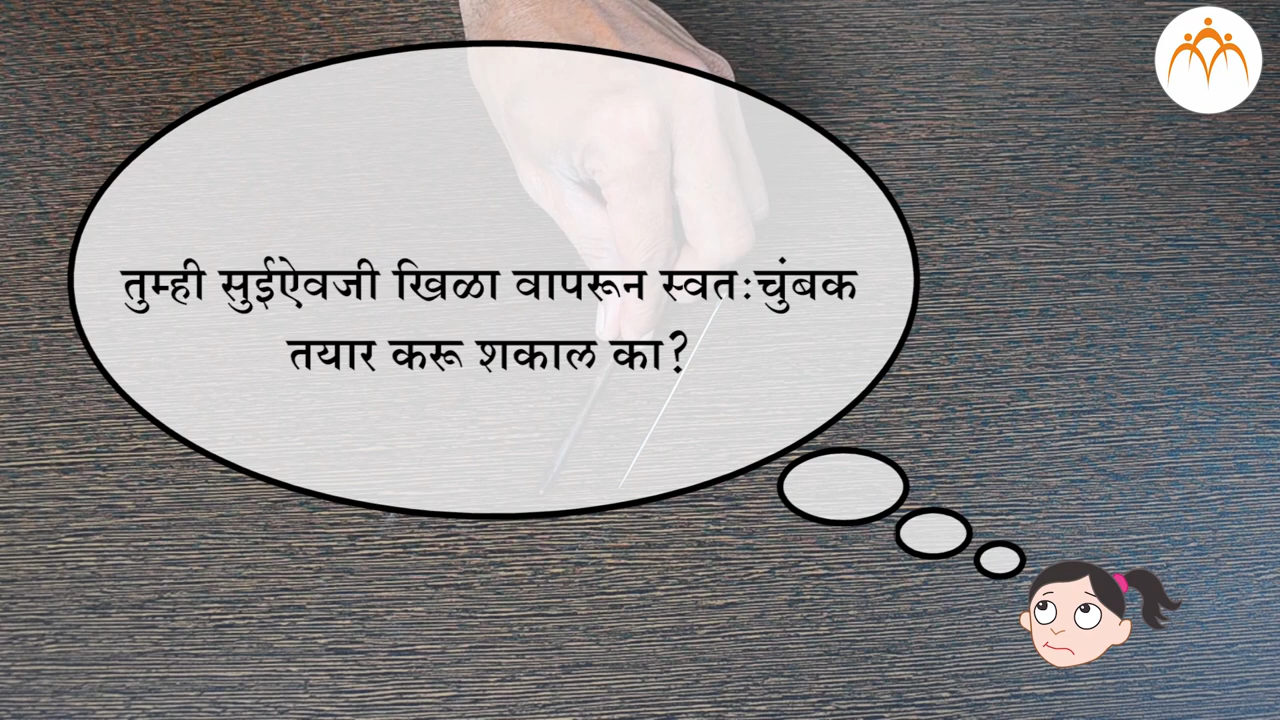 तुम्ही सुईऐवजी खिळा वापरून स्वतःचुंबक
तयार करू शकाल का?